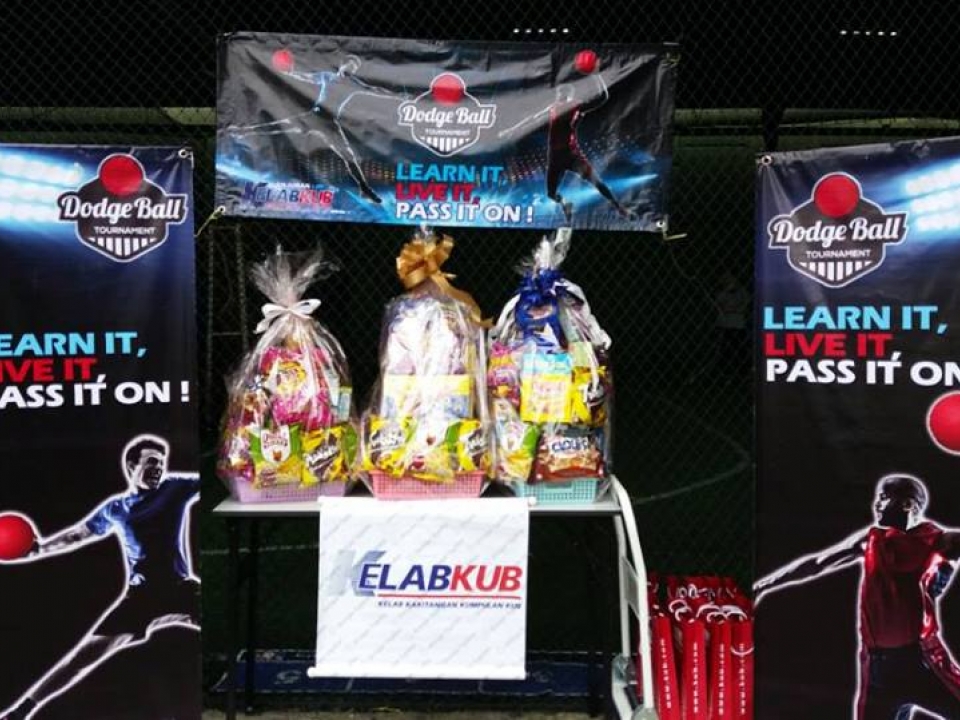 Dodge Ball
TOURNAMENT
LEARN IT,
LIVE IT,
PASS IT ON !
KELABKUB
Dodge Ball
TOURNAMENT
EARN IT,
IVE IT,
ASS IT ON !
Dodge Ball
TOURNAMENT
LEARN IT,
LIVE IT,
PASS IT ON
KELABKUB
KELAB KAKITANGAN KUMPULAN KUB